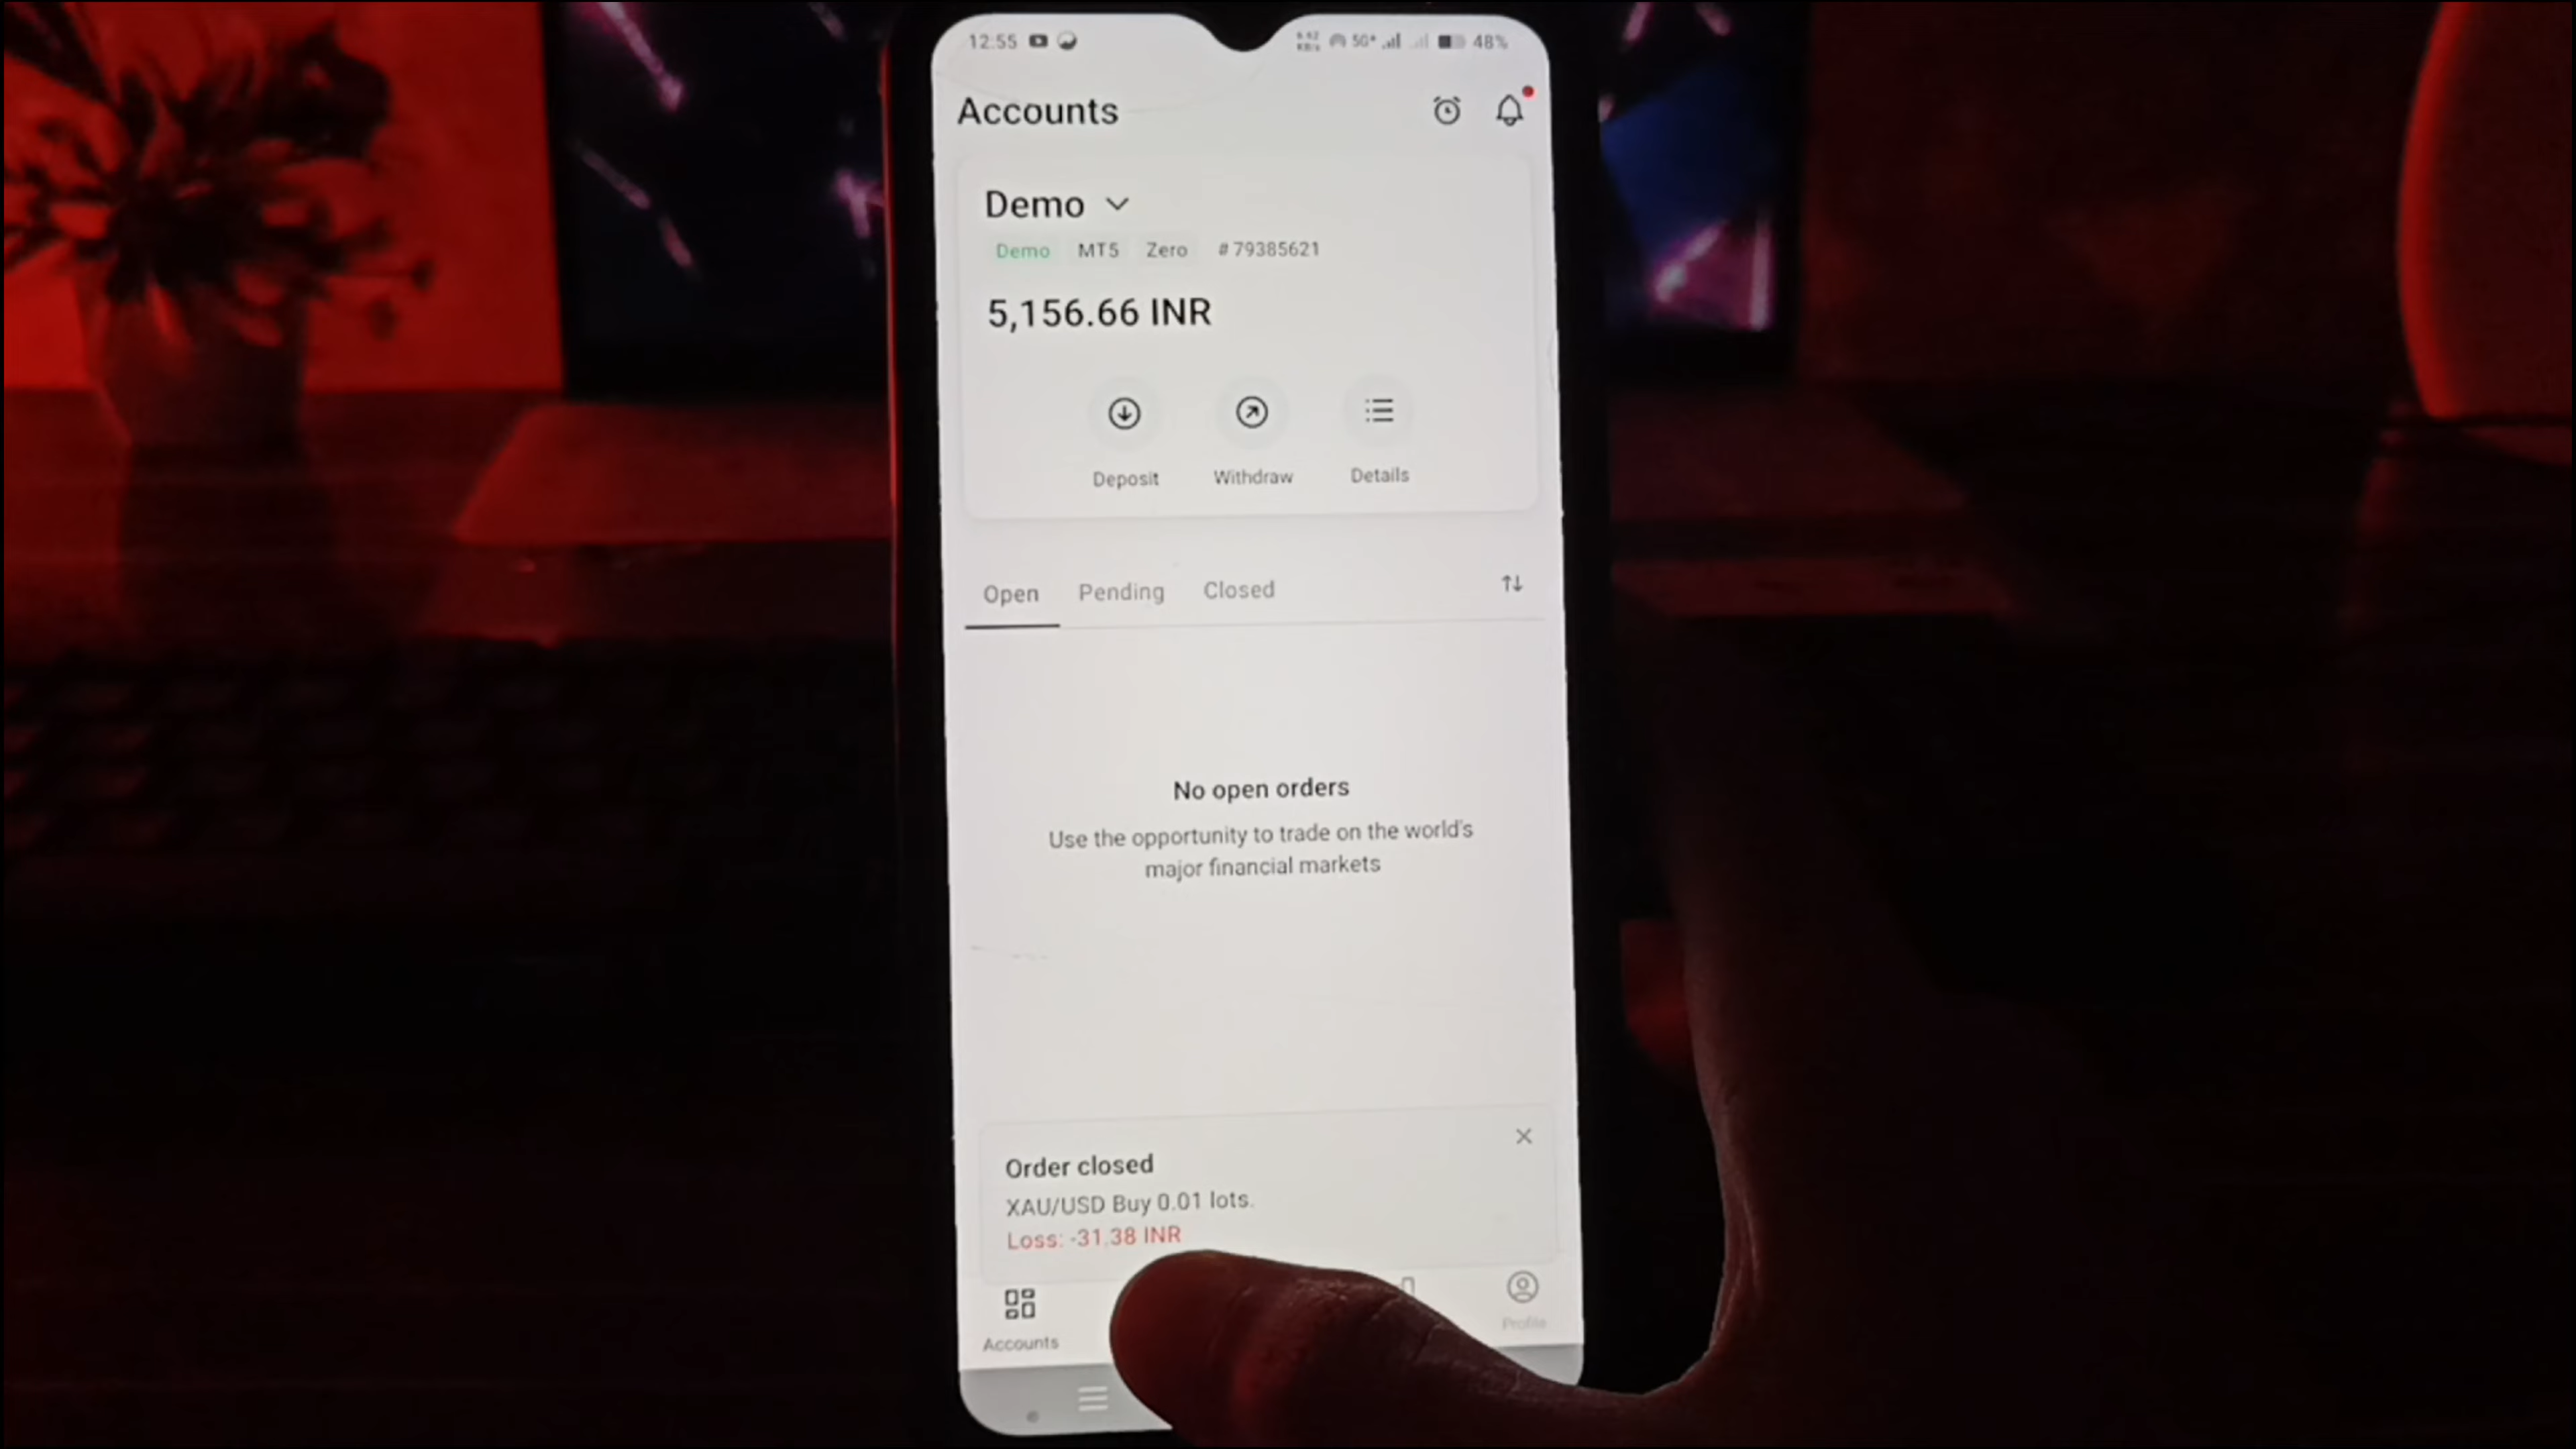 12.55
5G+ 48%
Accounts
Demo
Demo MT5 Zero #79385621
5,156.66 INR
Deposit Withdraw Details
Open Pending Closed
No open orders
Use the opportunity to trade on the world's
major financial markets
Order closed
XAU/USD Buy 0.01 lots.
Loss: -31.38 INR
Accounts
Profile